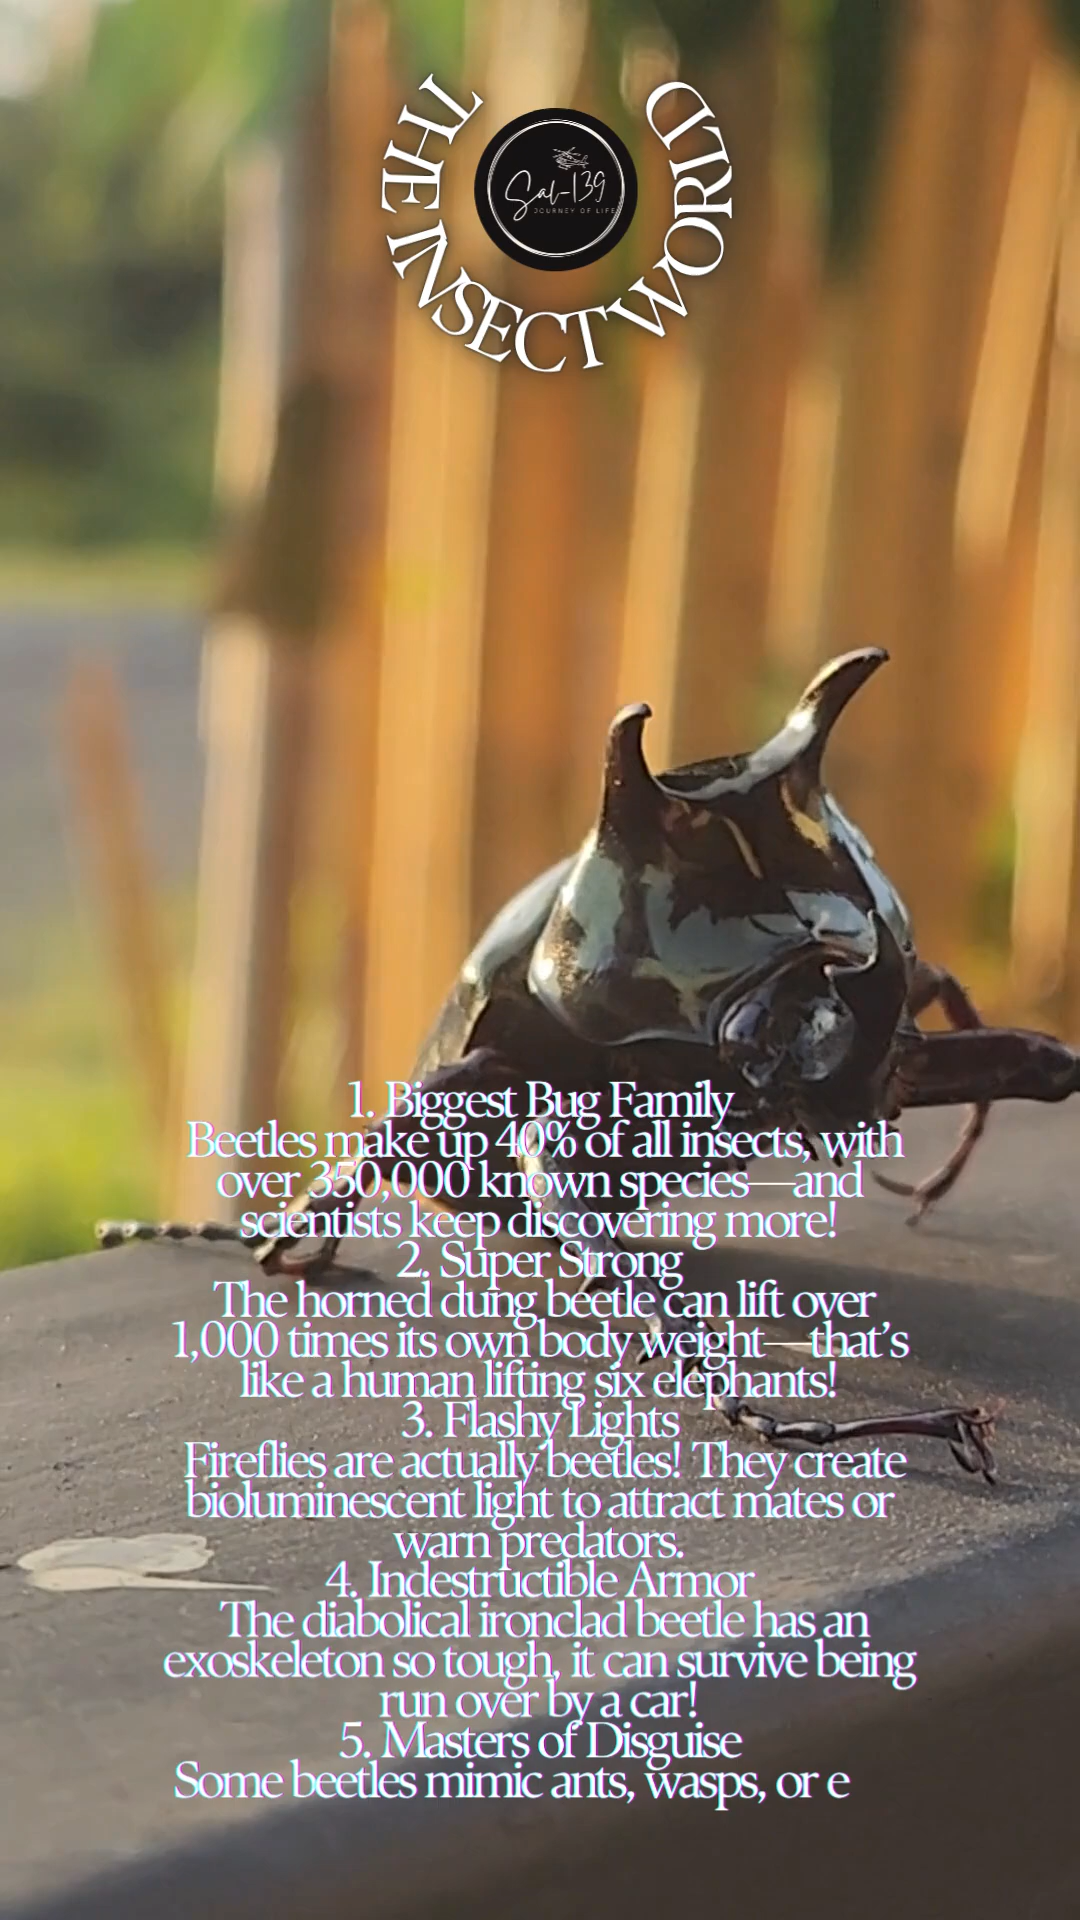 THE INSECT WORLD
Sal-139
JOURNEY OF LIFE
1. Biggest Bug Family
Beetles make up 40% of all insects, with
over 350,000 known species—and
scientists keep discovering more!
2. Super Strong
The horned dung beetle can lift over
1,000 times its own body weight—that’s
like a human lifting six elephants!
3. Flashy Lights
Fireflies are actually beetles! They create
bioluminescent light to attract mates or
warn predators.
4. Indestructible Armor
The diabolical ironclad beetle has an
exoskeleton so tough, it can survive being
run over by a car!
5. Masters of Disguise
Some beetles mimic ants, wasps, or e